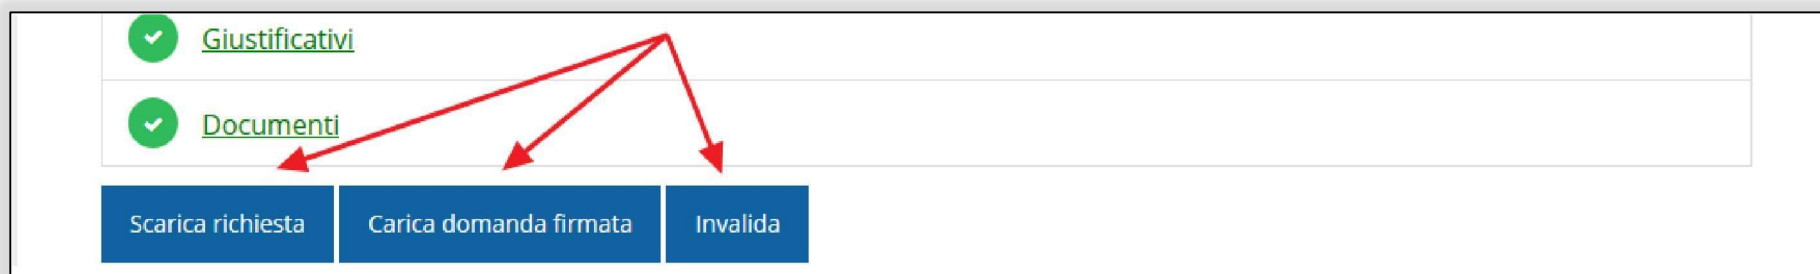 Giustificativi
Documenti
Scarica richiesta Carica domanda firmata Invalida